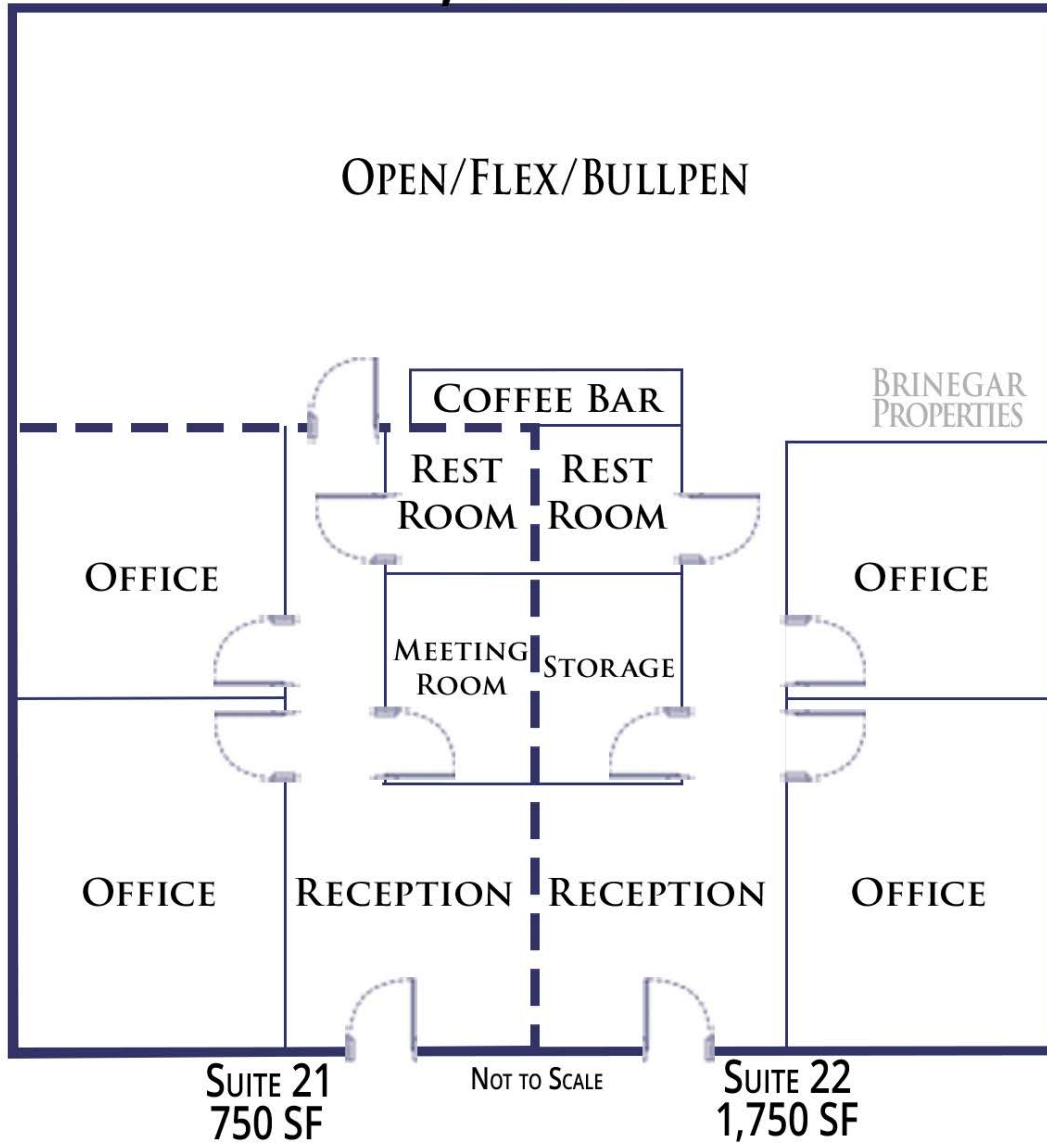 Open/Flex/Bullpen
Brinegar
Properties
Coffee Bar
Rest
Room
Rest
Room
Office
Office
Meeting
Room
Storage
Office
Reception
Reception
Office
Suite 21
750 SF
Not to Scale
Suite 22
1,750 SF